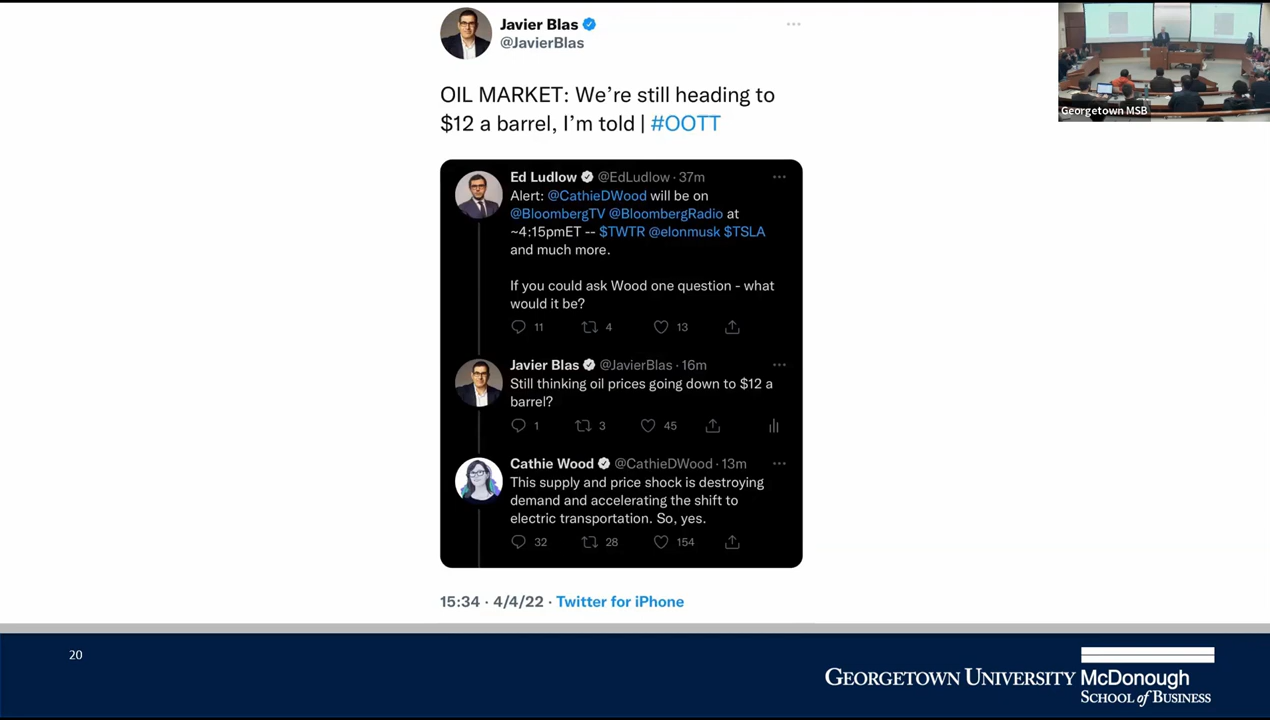 Javier Blas
@JavierBlas
OIL MARKET: We're still heading to
$12 a barrel, I'm told | #OOTT
Ed Ludlow @EdLudlow · 37m
Alert: @CathieDWood will be on
@BloombergTV @BloombergRadio at
~4:15pmET -- $TWTR @elonmusk $TSLA
and much more.
If you could ask Wood one question - what
would it be?
11 4 13
Javier Blas @JavierBlas · 16m
Still thinking oil prices going down to $12 a
barrel?
1 3 45
Cathie Wood @CathieDWood · 13m
This supply and price shock is destroying
demand and accelerating the shift to
electric transportation. So, yes.
32 28 154
15:34 · 4/4/22 · Twitter for iPhone
Georgetown MSB
20
GEORGETOWN UNIVERSITY McDonough
SCHOOL of BUSINESS